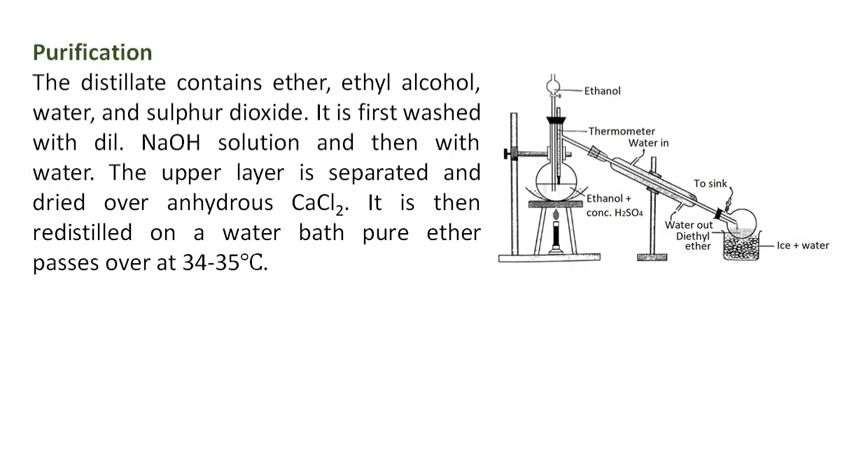 Purification
The distillate contains ether, ethyl alcohol,
water, and sulphur dioxide. It is first washed
with dil. NaOH solution and then with
water. The upper layer is separated and
dried over anhydrous CaCl₂. It is then
redistilled on a water bath pure ether
passes over at 34-35°C.
Ethanol
Thermometer
Water in
To sink
Ethanol +
conc. H2SO4
Water out
Diethyl
ether
Ice + water